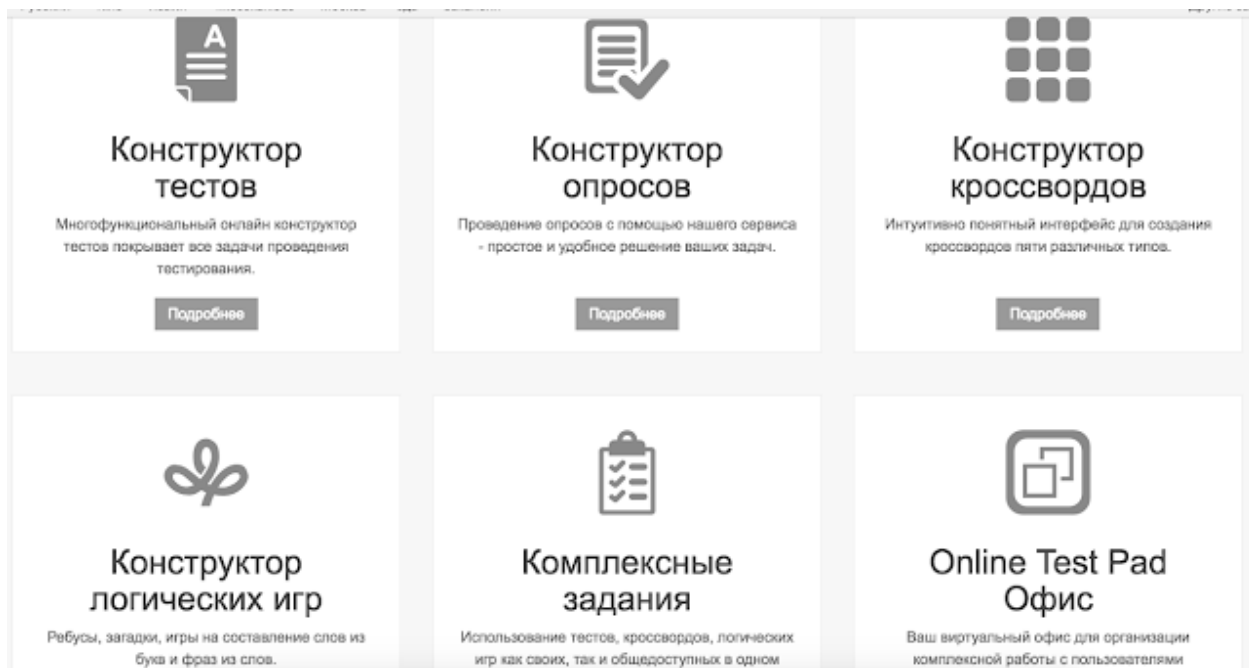 A
Конструктор
тестов
Многофункциональный онлайн конструктор
тестов покрывает все задачи проведения
тестирования.
Подробнее
Конструктор
опросов
Проведение опросов с помощью нашего сервиса
- простое и удобное решение ваших задач.
Подробнее
Конструктор
кроссвордов
Интуитивно понятный интерфейс для создания
кроссвордов пяти различных типов.
Подробнее
Конструктор
логических игр
Ребусы, загадки, игры на составление слов из
букв и фраз из слов.
Комплексные
задания
Использование тестов, кроссвордов, логических
игр как своих, так и общедоступных в одном
Online Test Pad
Офис
Ваш виртуальный офис для организации
комплексной работы с пользователями